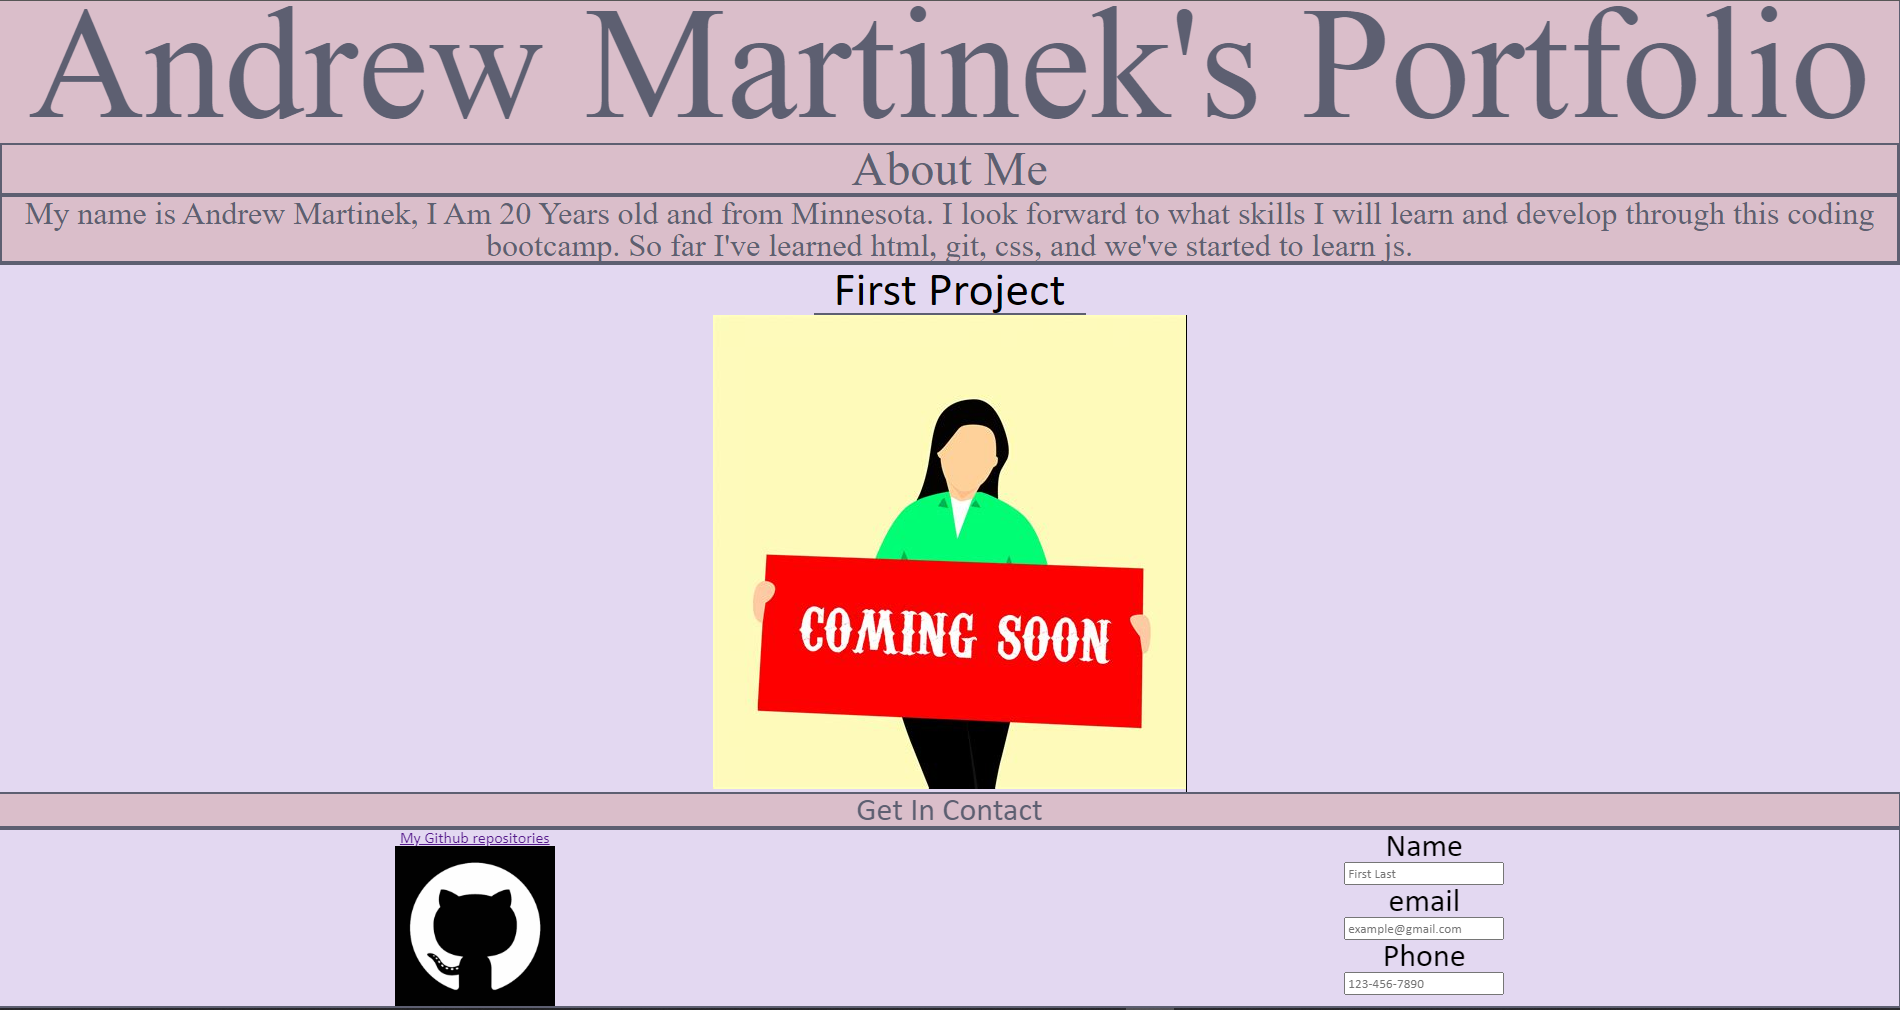 Andrew Martinek's Portfolio
About Me
My name is Andrew Martinek, I Am 20 Years old and from Minnesota. I look forward to what skills I will learn and develop through this coding
bootcamp. So far I've learned html, git, css, and we've started to learn js.
First Project
COMING SOON
Get In Contact
My Github repositories
Name
First Last
email
example@gmail.com
Phone
123-456-7890